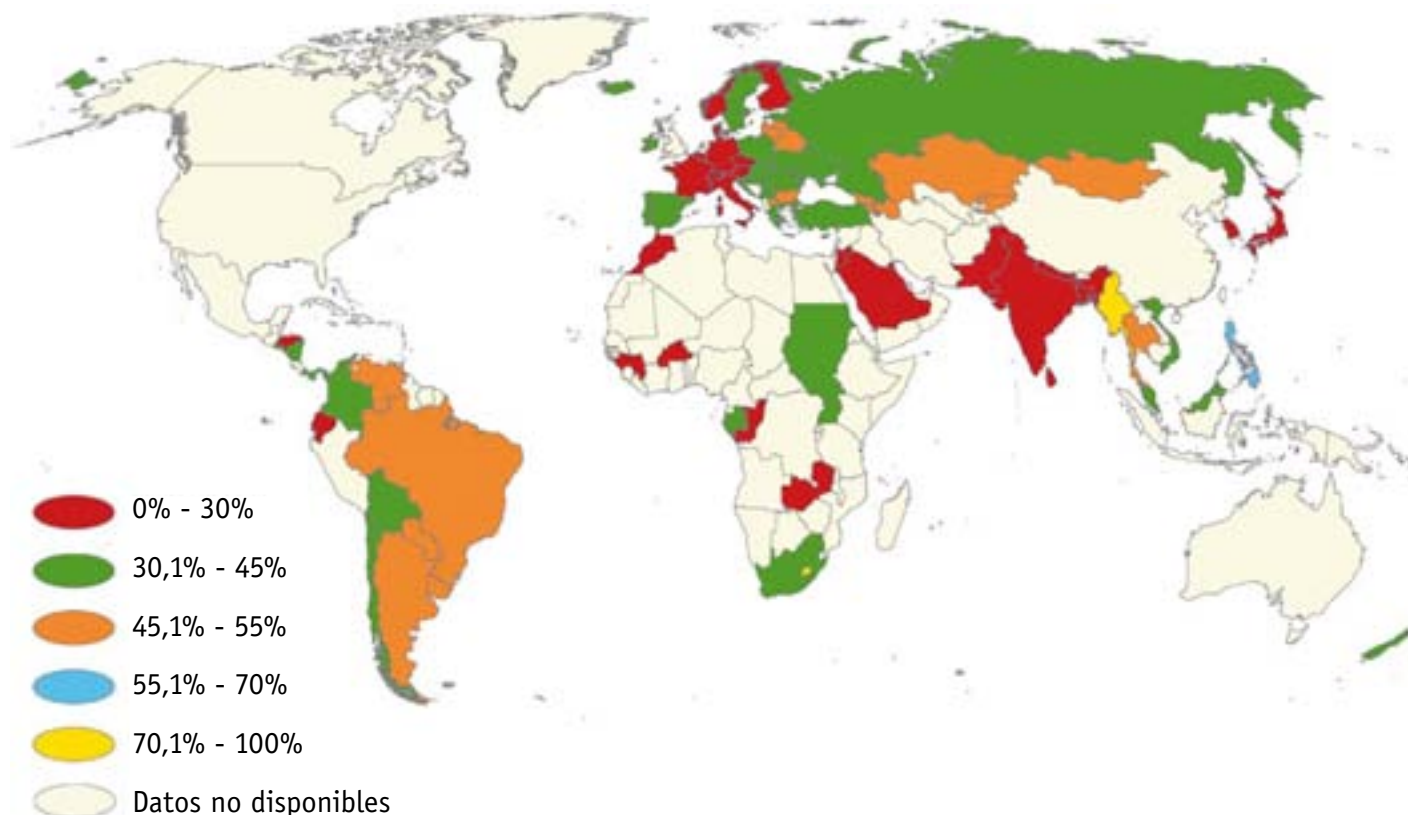 0% - 30%
30,1% - 45%
45,1% - 55%
55,1% - 70%
70,1% - 100%
Datos no disponibles